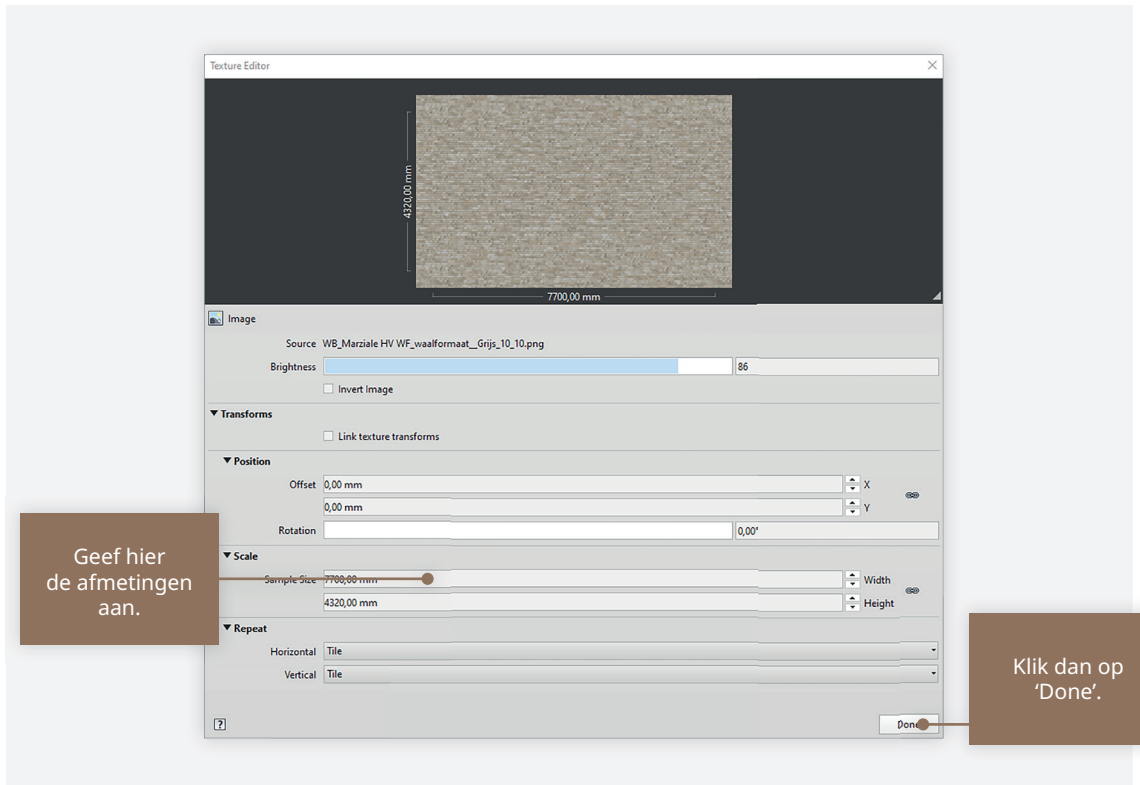 Texture Editor
4320,00 mm
7700,00 mm
Image
Source WB_Marziale HV WF_waalformaat__Grijs_10_10.png
Brightness 86
Invert Image
Transforms
Link texture transforms
Position
Offset 0,00 mm X
0,00 mm Y
Rotation 0,00°
Geef hier
de afmetingen
aan.
Scale
Sample Size 7700,00 mm Width
4320,00 mm Height
Repeat
Horizontal Tile
Vertical Tile
Klik dan op
‘Done’.
?
Done